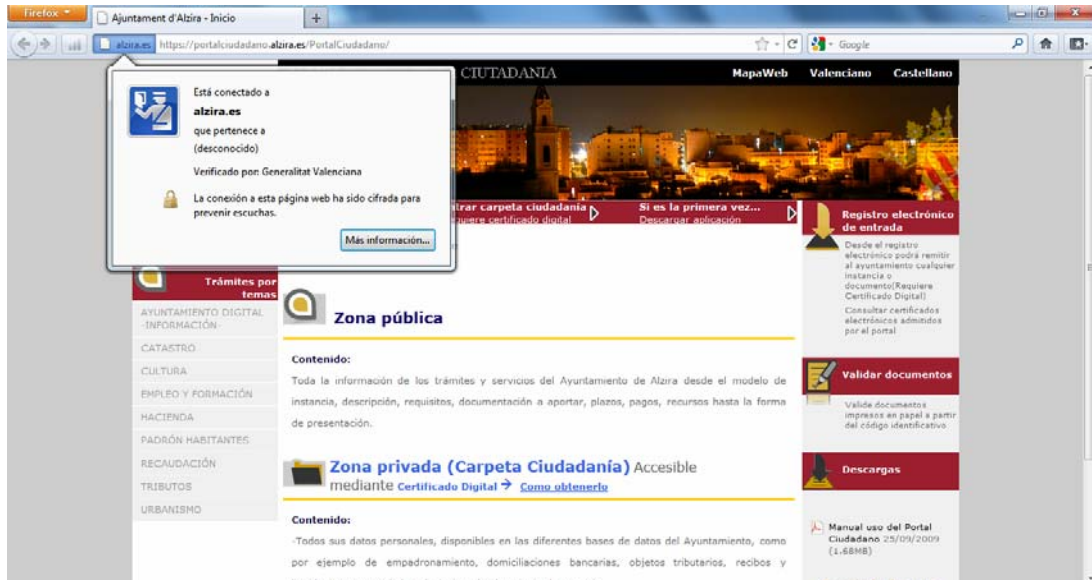 Firefox
Ajuntament d'Alzira - Inicio
alzira.es https://portalciudadano.alzira.es/PortalCiudadano/
Google
Está conectado a
alzira.es
que pertenece a
(desconocido)
Verificado por: Generalitat Valenciana
La conexión a esta página web ha sido cifrada para
prevenir escuchas.
Más información...
CIUTADANIA
MapaWeb Valenciano Castellano
trar carpeta ciudadania
quiere certificado digital
Si es la primera vez...
Descargar aplicación
Trámites por
temas
AYUNTAMIENTO DIGITAL
-INFORMACIÓN-
CATASTRO
CULTURA
EMPLEO Y FORMACIÓN
HACIENDA
PADRÓN HABITANTES
RECAUDACIÓN
TRIBUTOS
URBANISMO
Zona pública
Contenido:
Toda la información de los trámites y servicios del Ayuntamiento de Alzira desde el modelo de
instancia, descripción, requisitos, documentación a aportar, plazos, pagos, recursos hasta la forma
de presentación.
Zona privada (Carpeta Ciudadanía) Accesible
mediante Certificado Digital → Como obtenerlo
Contenido:
-Todos sus datos personales, disponibles en las diferentes bases de datos del Ayuntamiento, como
por ejemplo de empadronamiento, domiciliaciones bancarias, objetos tributarios, recibos y
Registro electrónico
de entrada
Desde el registro
electrónico podrá remitir
al ayuntamiento cualquier
instancia o
documento(Requiere
Certificado Digital)
Consultar certificados
electrónicos admitidos
por el portal
Validar documentos
Valide documentos
impresos en papel a partir
del código identificativo
Descargas
Manual uso del Portal
Ciudadano 25/09/2009
(1.68MB)